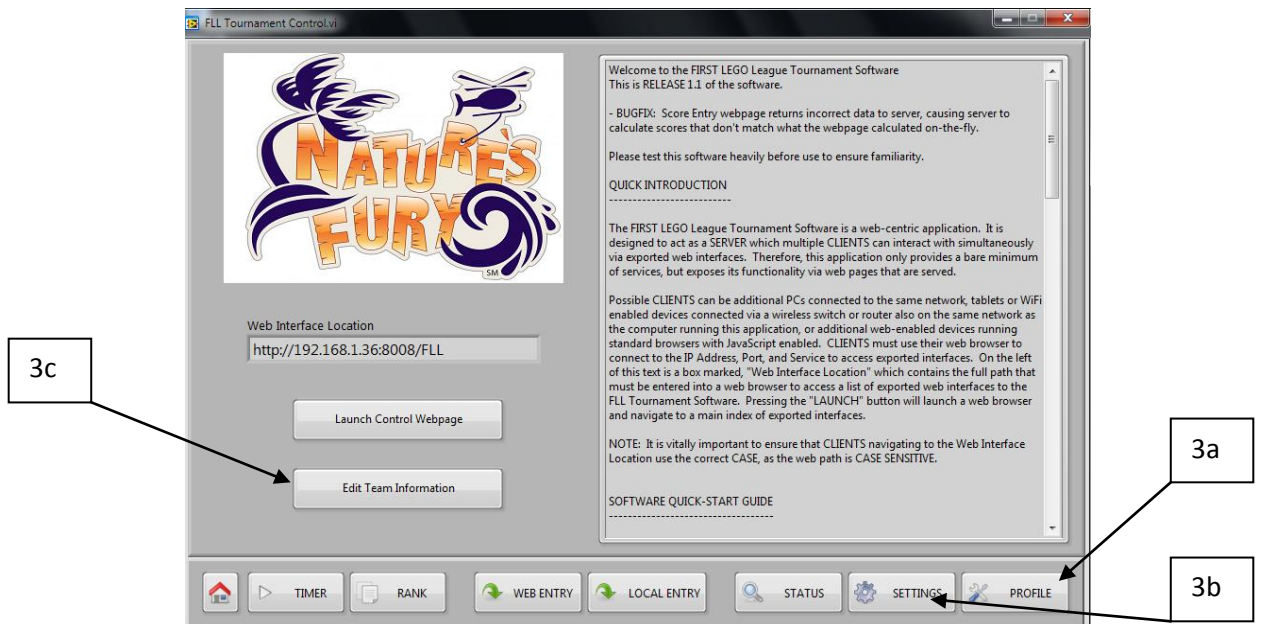 FLL Tournament Control.vi
NATURE'S
FURY
SM
Web Interface Location
http://192.168.1.36:8008/FLL
Launch Control Webpage
Edit Team Information
Welcome to the FIRST LEGO League Tournament Software
This is RELEASE 1.1 of the software.
- BUGFIX:  Score Entry webpage returns incorrect data to server, causing server to
calculate scores that don't match what the webpage calculated on-the-fly.
Please test this software heavily before use to ensure familiarity.
QUICK INTRODUCTION
--------------------------
The FIRST LEGO League Tournament Software is a web-centric application.  It is
designed to act as a SERVER which multiple CLIENTS can interact with simultaneously
via exported web interfaces.  Therefore, this application only provides a bare minimum
of services, but exposes its functionality via web pages that are served.
Possible CLIENTS can be additional PCs connected to the same network, tablets or WiFi
enabled devices connected via a wireless switch or router also on the same network as
the computer running this application, or additional web-enabled devices running
standard browsers with JavaScript enabled.  CLIENTS must use their web browser to
connect to the IP Address, Port, and Service to access exported interfaces.  On the left
of this text is a box marked, "Web Interface Location" which contains the full path that
must be entered into a web browser to access a list of exported web interfaces to the
FLL Tournament Software.  Pressing the "LAUNCH" button will launch a web browser
and navigate to a main index of exported interfaces.
NOTE:  It is vitally important to ensure that CLIENTS navigating to the Web Interface
Location use the correct CASE, as the web path is CASE SENSITIVE.
SOFTWARE QUICK-START GUIDE
-----------------------------------
3c
3a
3b
TIMER
RANK
WEB ENTRY
LOCAL ENTRY
STATUS
SETTINGS
PROFILE